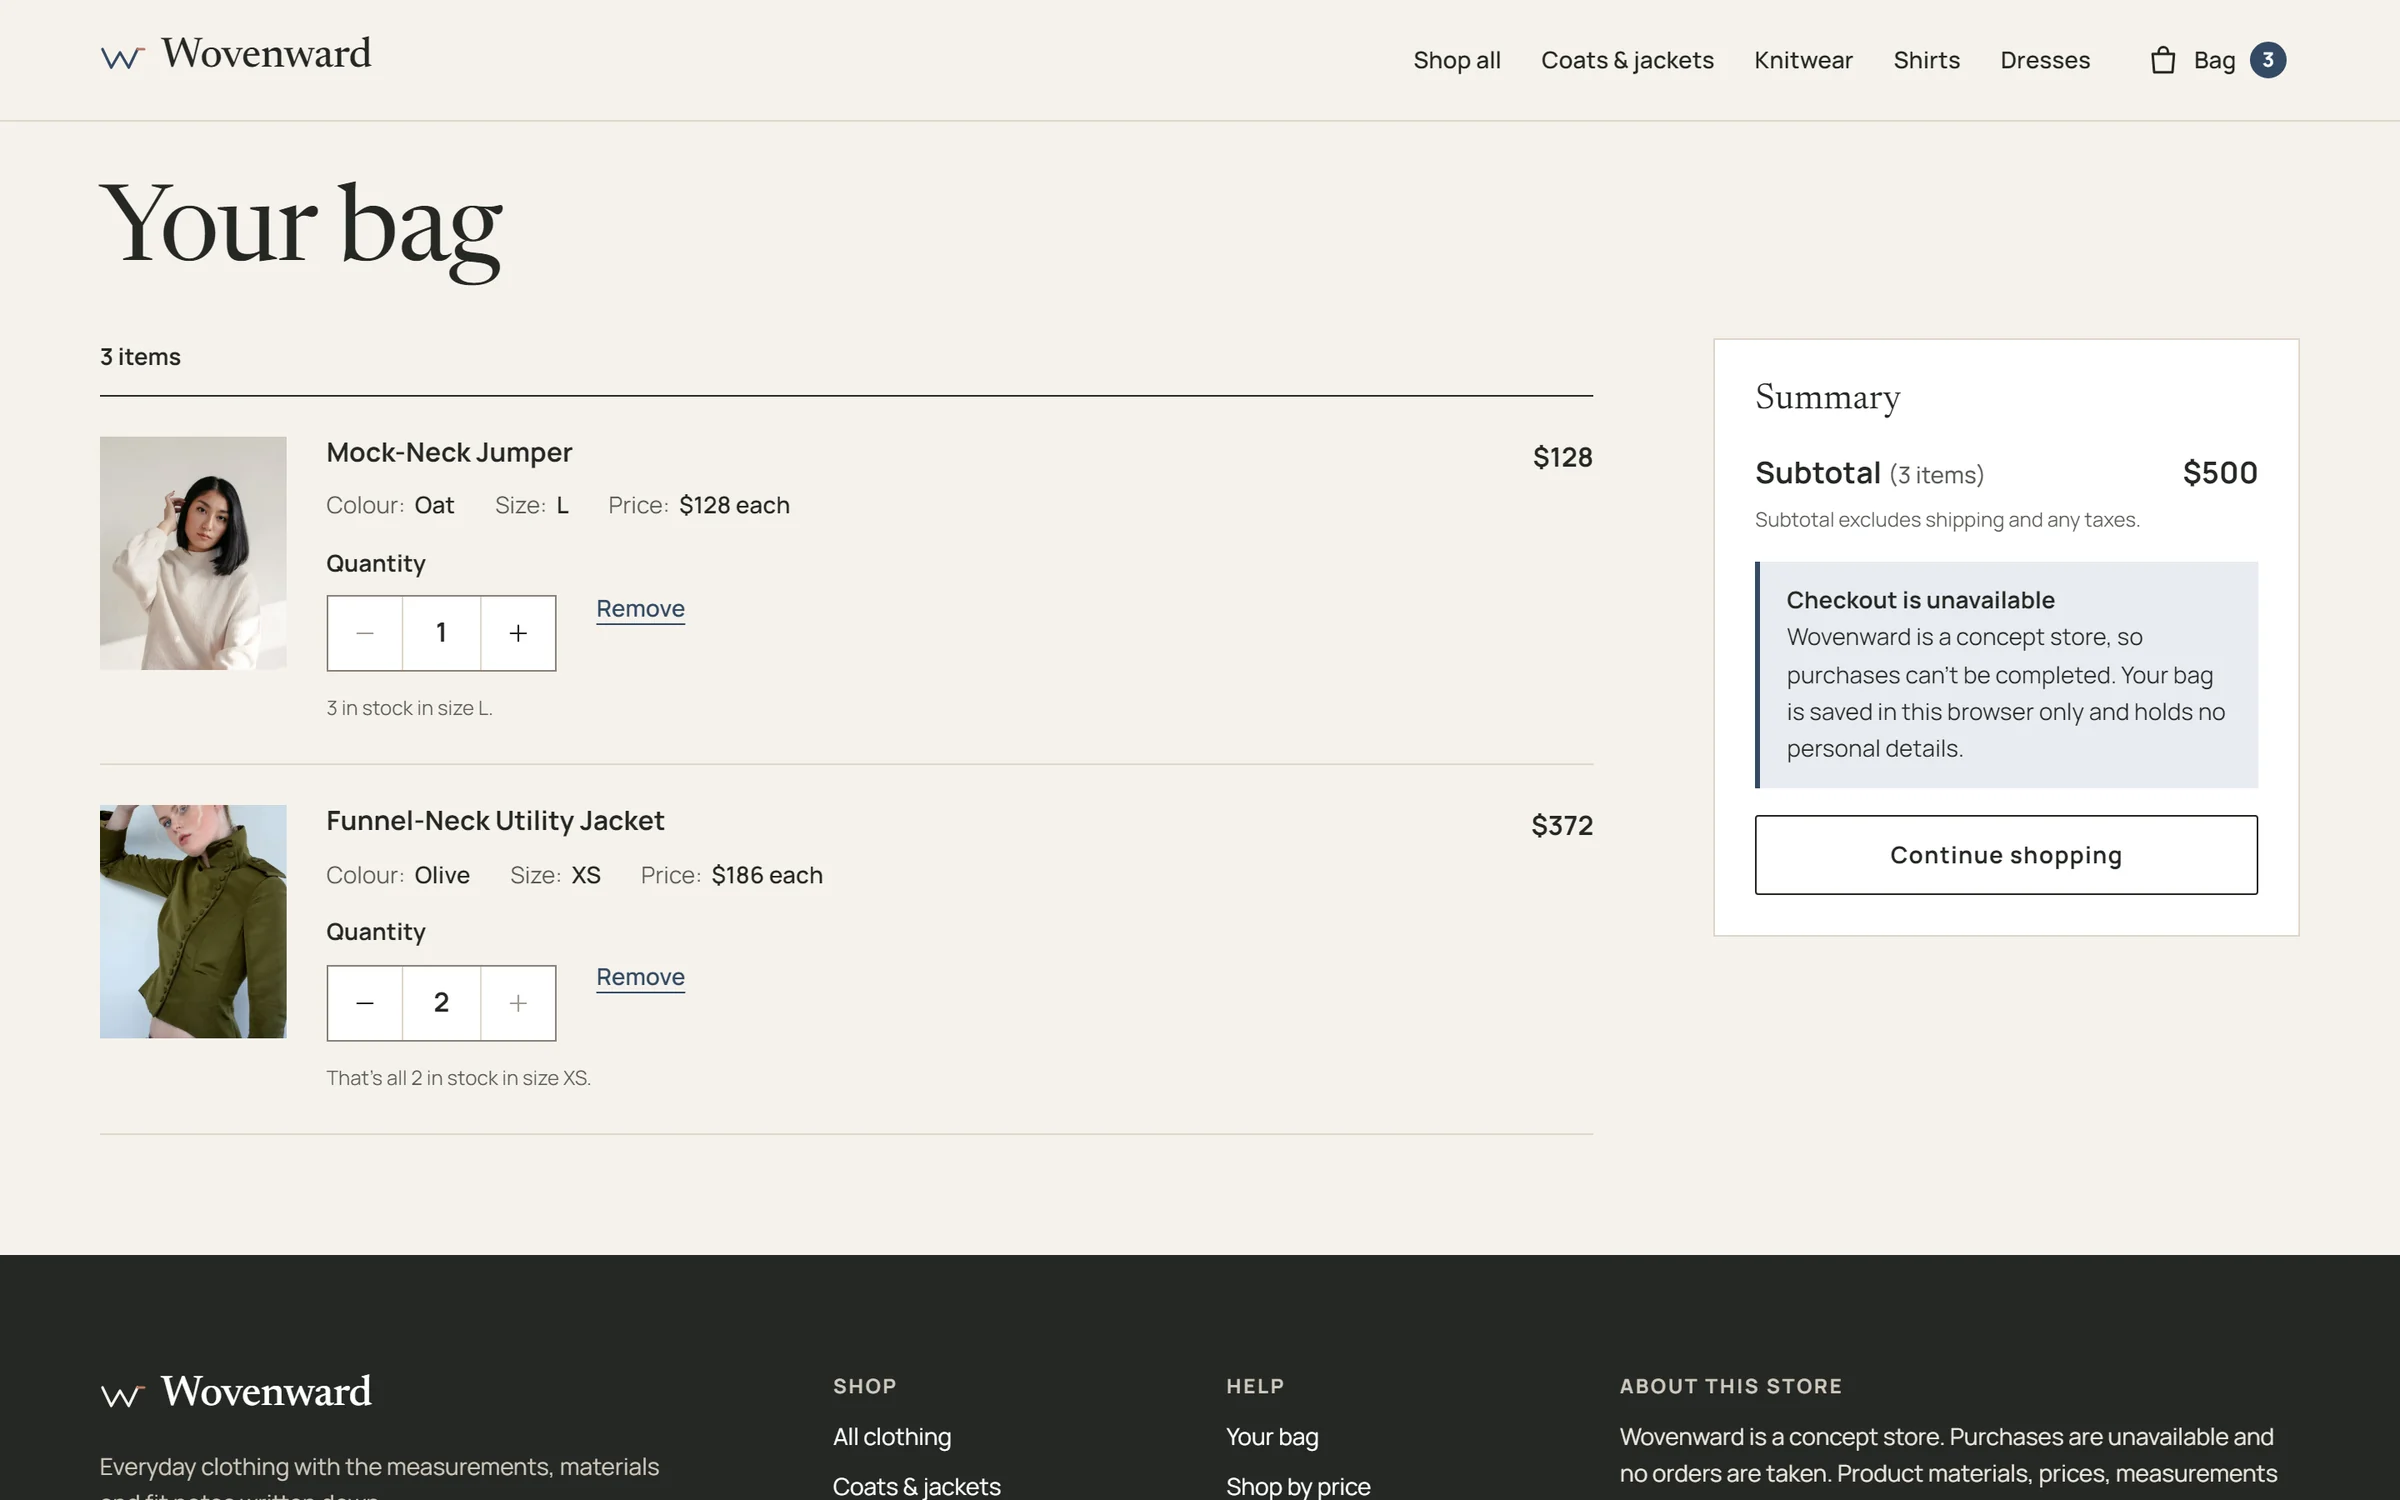 Wovenward
Shop all
Coats & jackets
Knitwear
Shirts
Dresses
Bag 3
Your bag
3 items
Mock-Neck Jumper
$128
Colour: Oat Size: L Price: $128 each
Quantity
− 1 +
Remove
3 in stock in size L.
Funnel-Neck Utility Jacket
$372
Colour: Olive Size: XS Price: $186 each
Quantity
− 2 +
Remove
That’s all 2 in stock in size XS.
Summary
Subtotal (3 items) $500
Subtotal excludes shipping and any taxes.
Checkout is unavailable
Wovenward is a concept store, so
purchases can’t be completed. Your bag
is saved in this browser only and holds no
personal details.
Continue shopping
Wovenward
Everyday clothing with the measurements, materials
and fit notes written down.
SHOP
All clothing
Coats & jackets
HELP
Your bag
Shop by price
ABOUT THIS STORE
Wovenward is a concept store. Purchases are unavailable and
no orders are taken. Product materials, prices, measurements